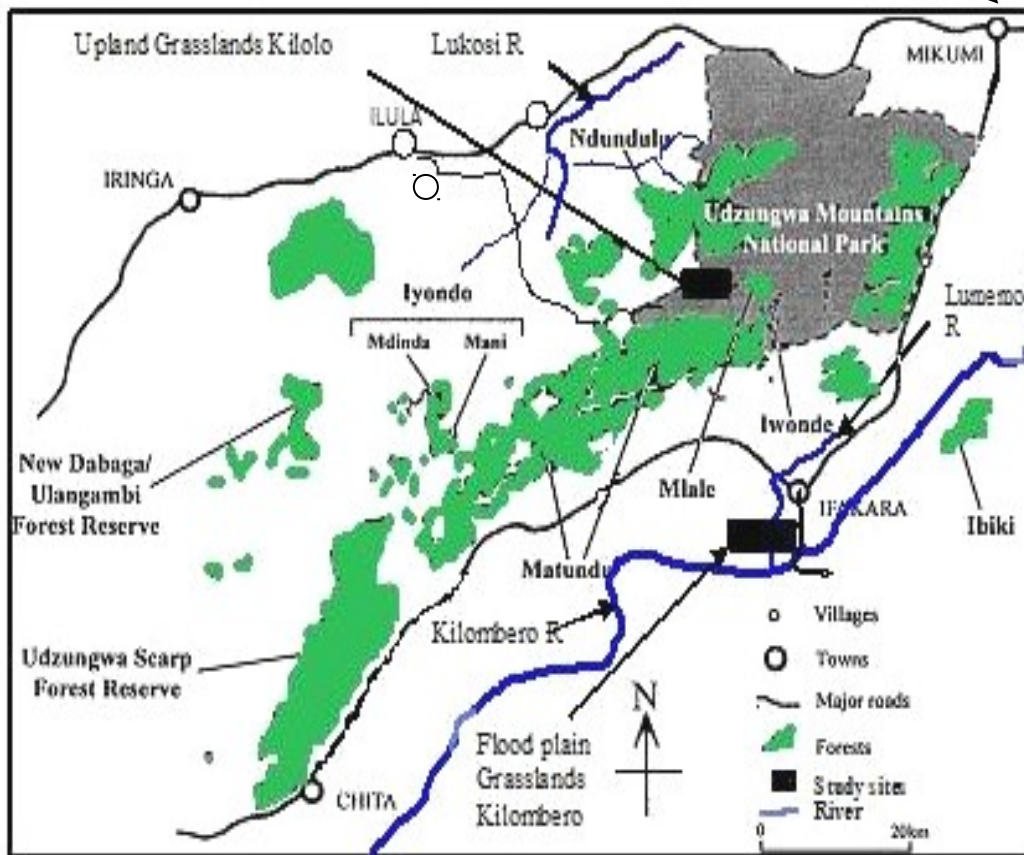 Upland Grasslands Kilolo
Lukosi R
MIKUMI
ILULA
Ndundulu
IRINGA
Udzungwa Mountains
National Park
Iyondo
Lumemo
R
Mdinda
Mani
Iwonde
New Dabaga/
Ulangambi
Forest Reserve
Mlale
IFAKARA
Ibiki
Matundu
Kilombero R
Villages
Udzungwa Scarp
Forest Reserve
Towns
N
Major roads
Flood plain
Grasslands
Kilombero
Forests
Study sites
River
CHITA
0
20km